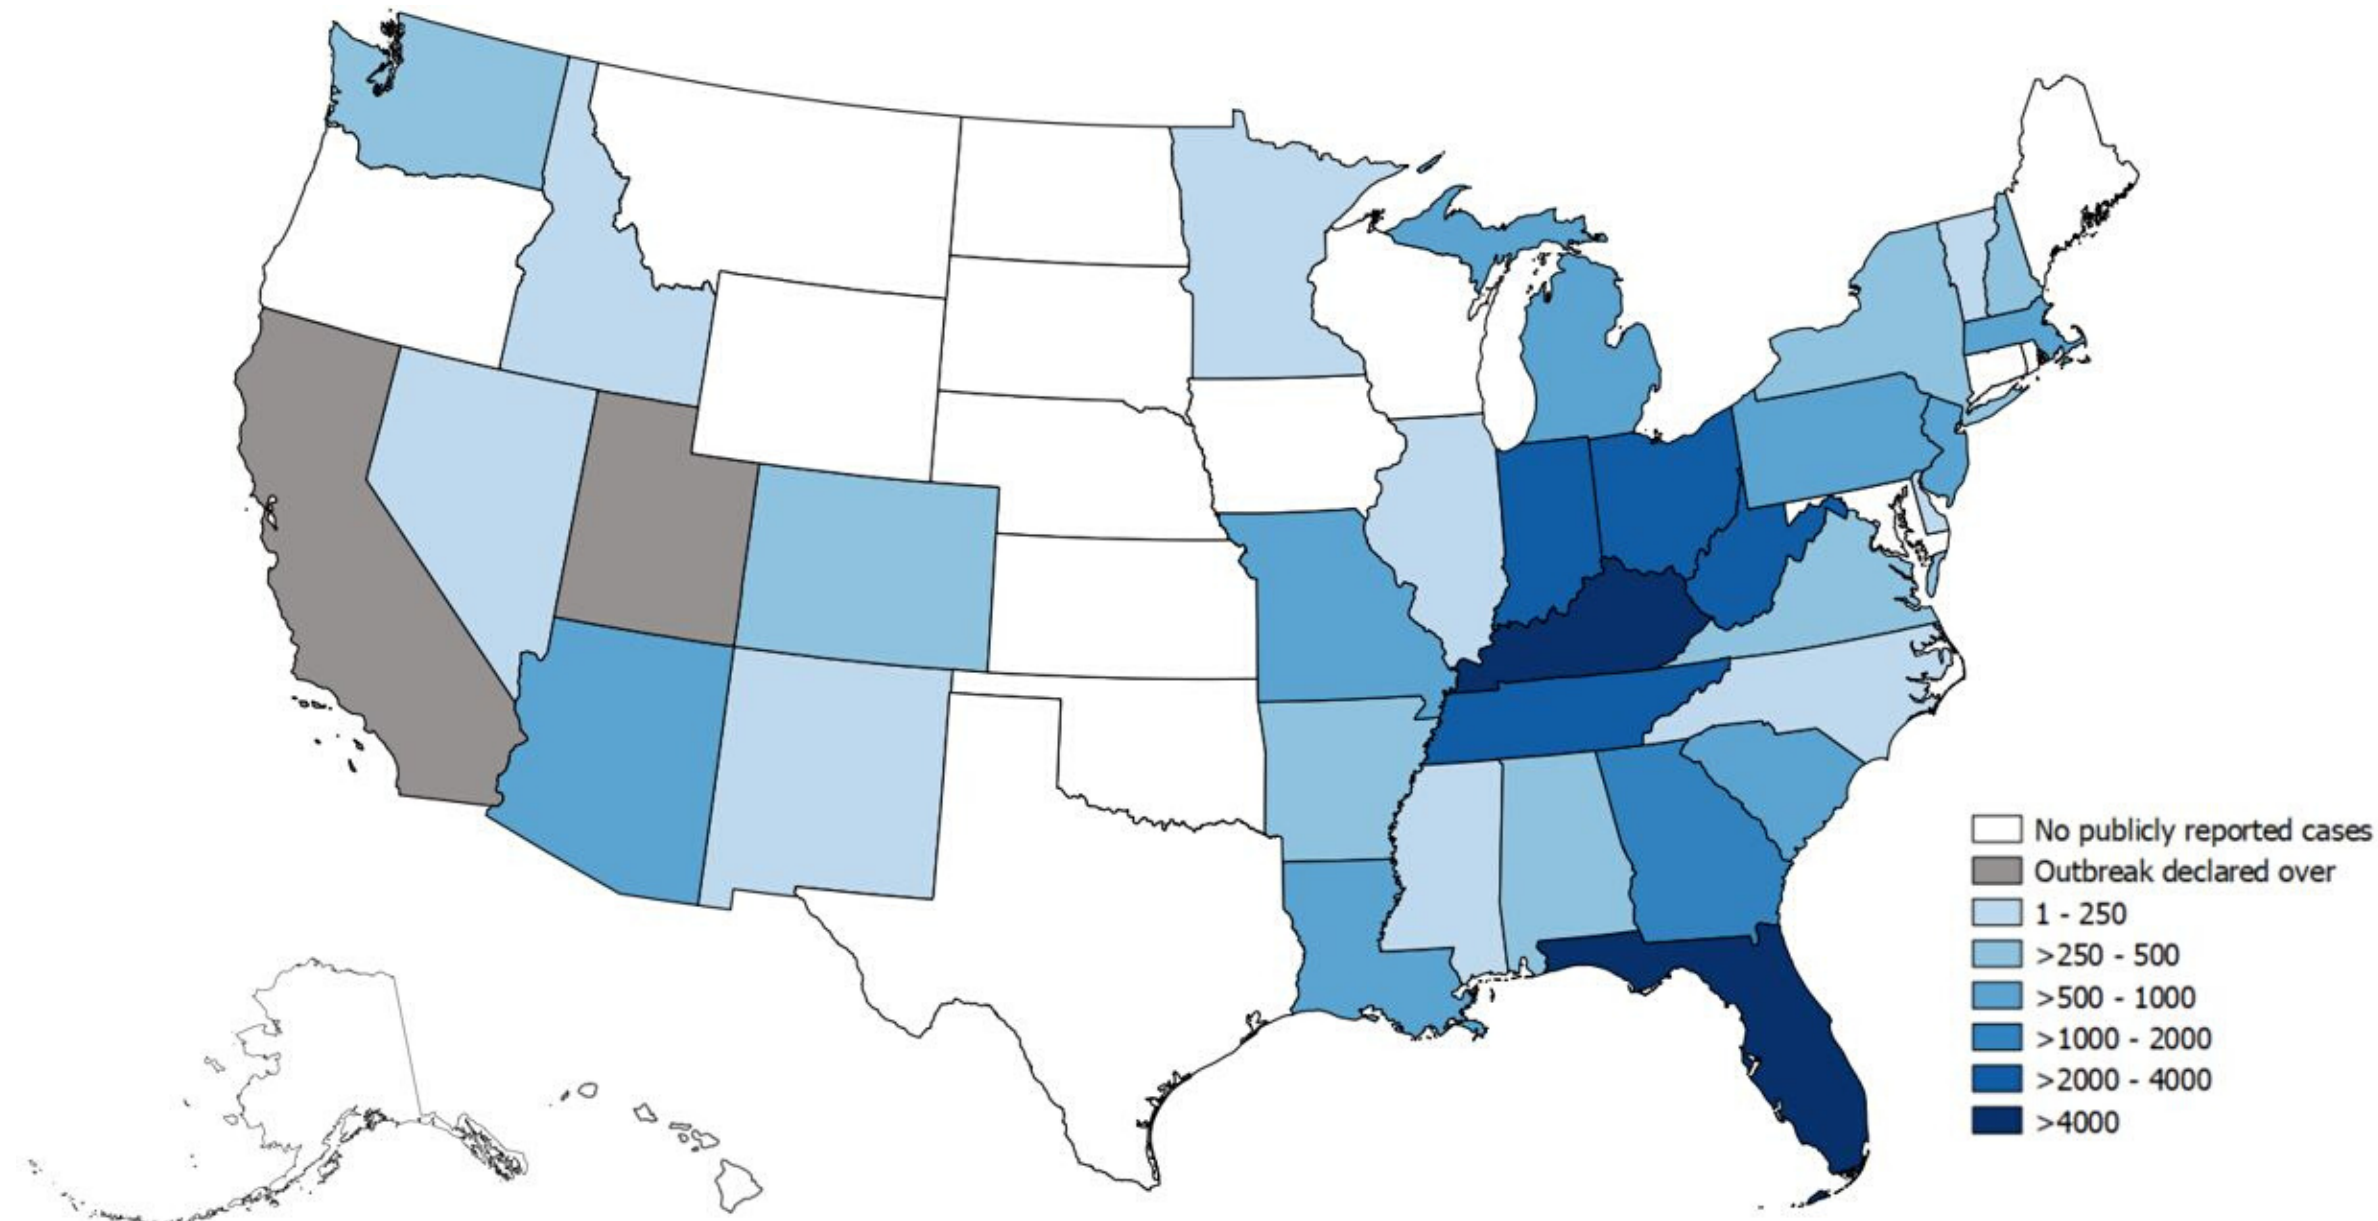 No publicly reported cases
Outbreak declared over
1 - 250
>250 - 500
>500 - 1000
>1000 - 2000
>2000 - 4000
>4000